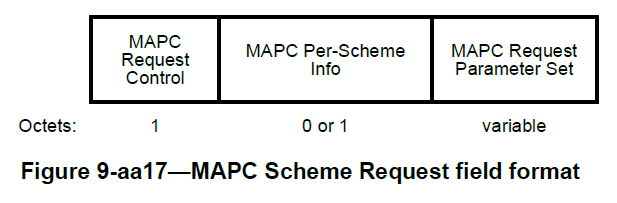 MAPC
Request
Control
MAPC Per-Scheme
Info
MAPC Request
Parameter Set
Octets: 1 0 or 1 variable
Figure 9-aa17—MAPC Scheme Request field format